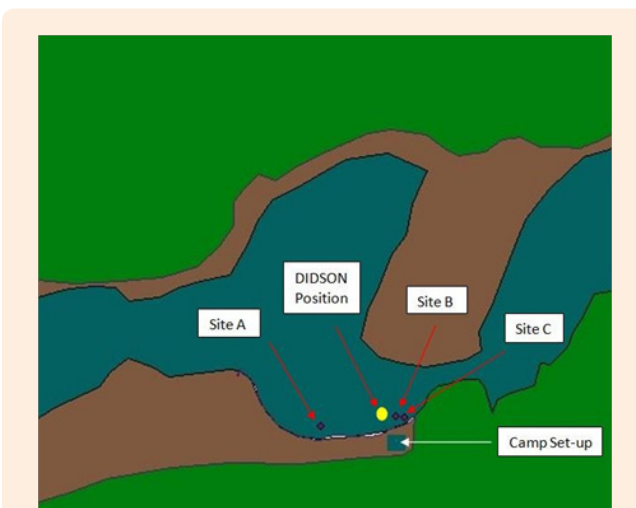 DIDSON
Position
Site A
Site B
Site C
Camp Set-up